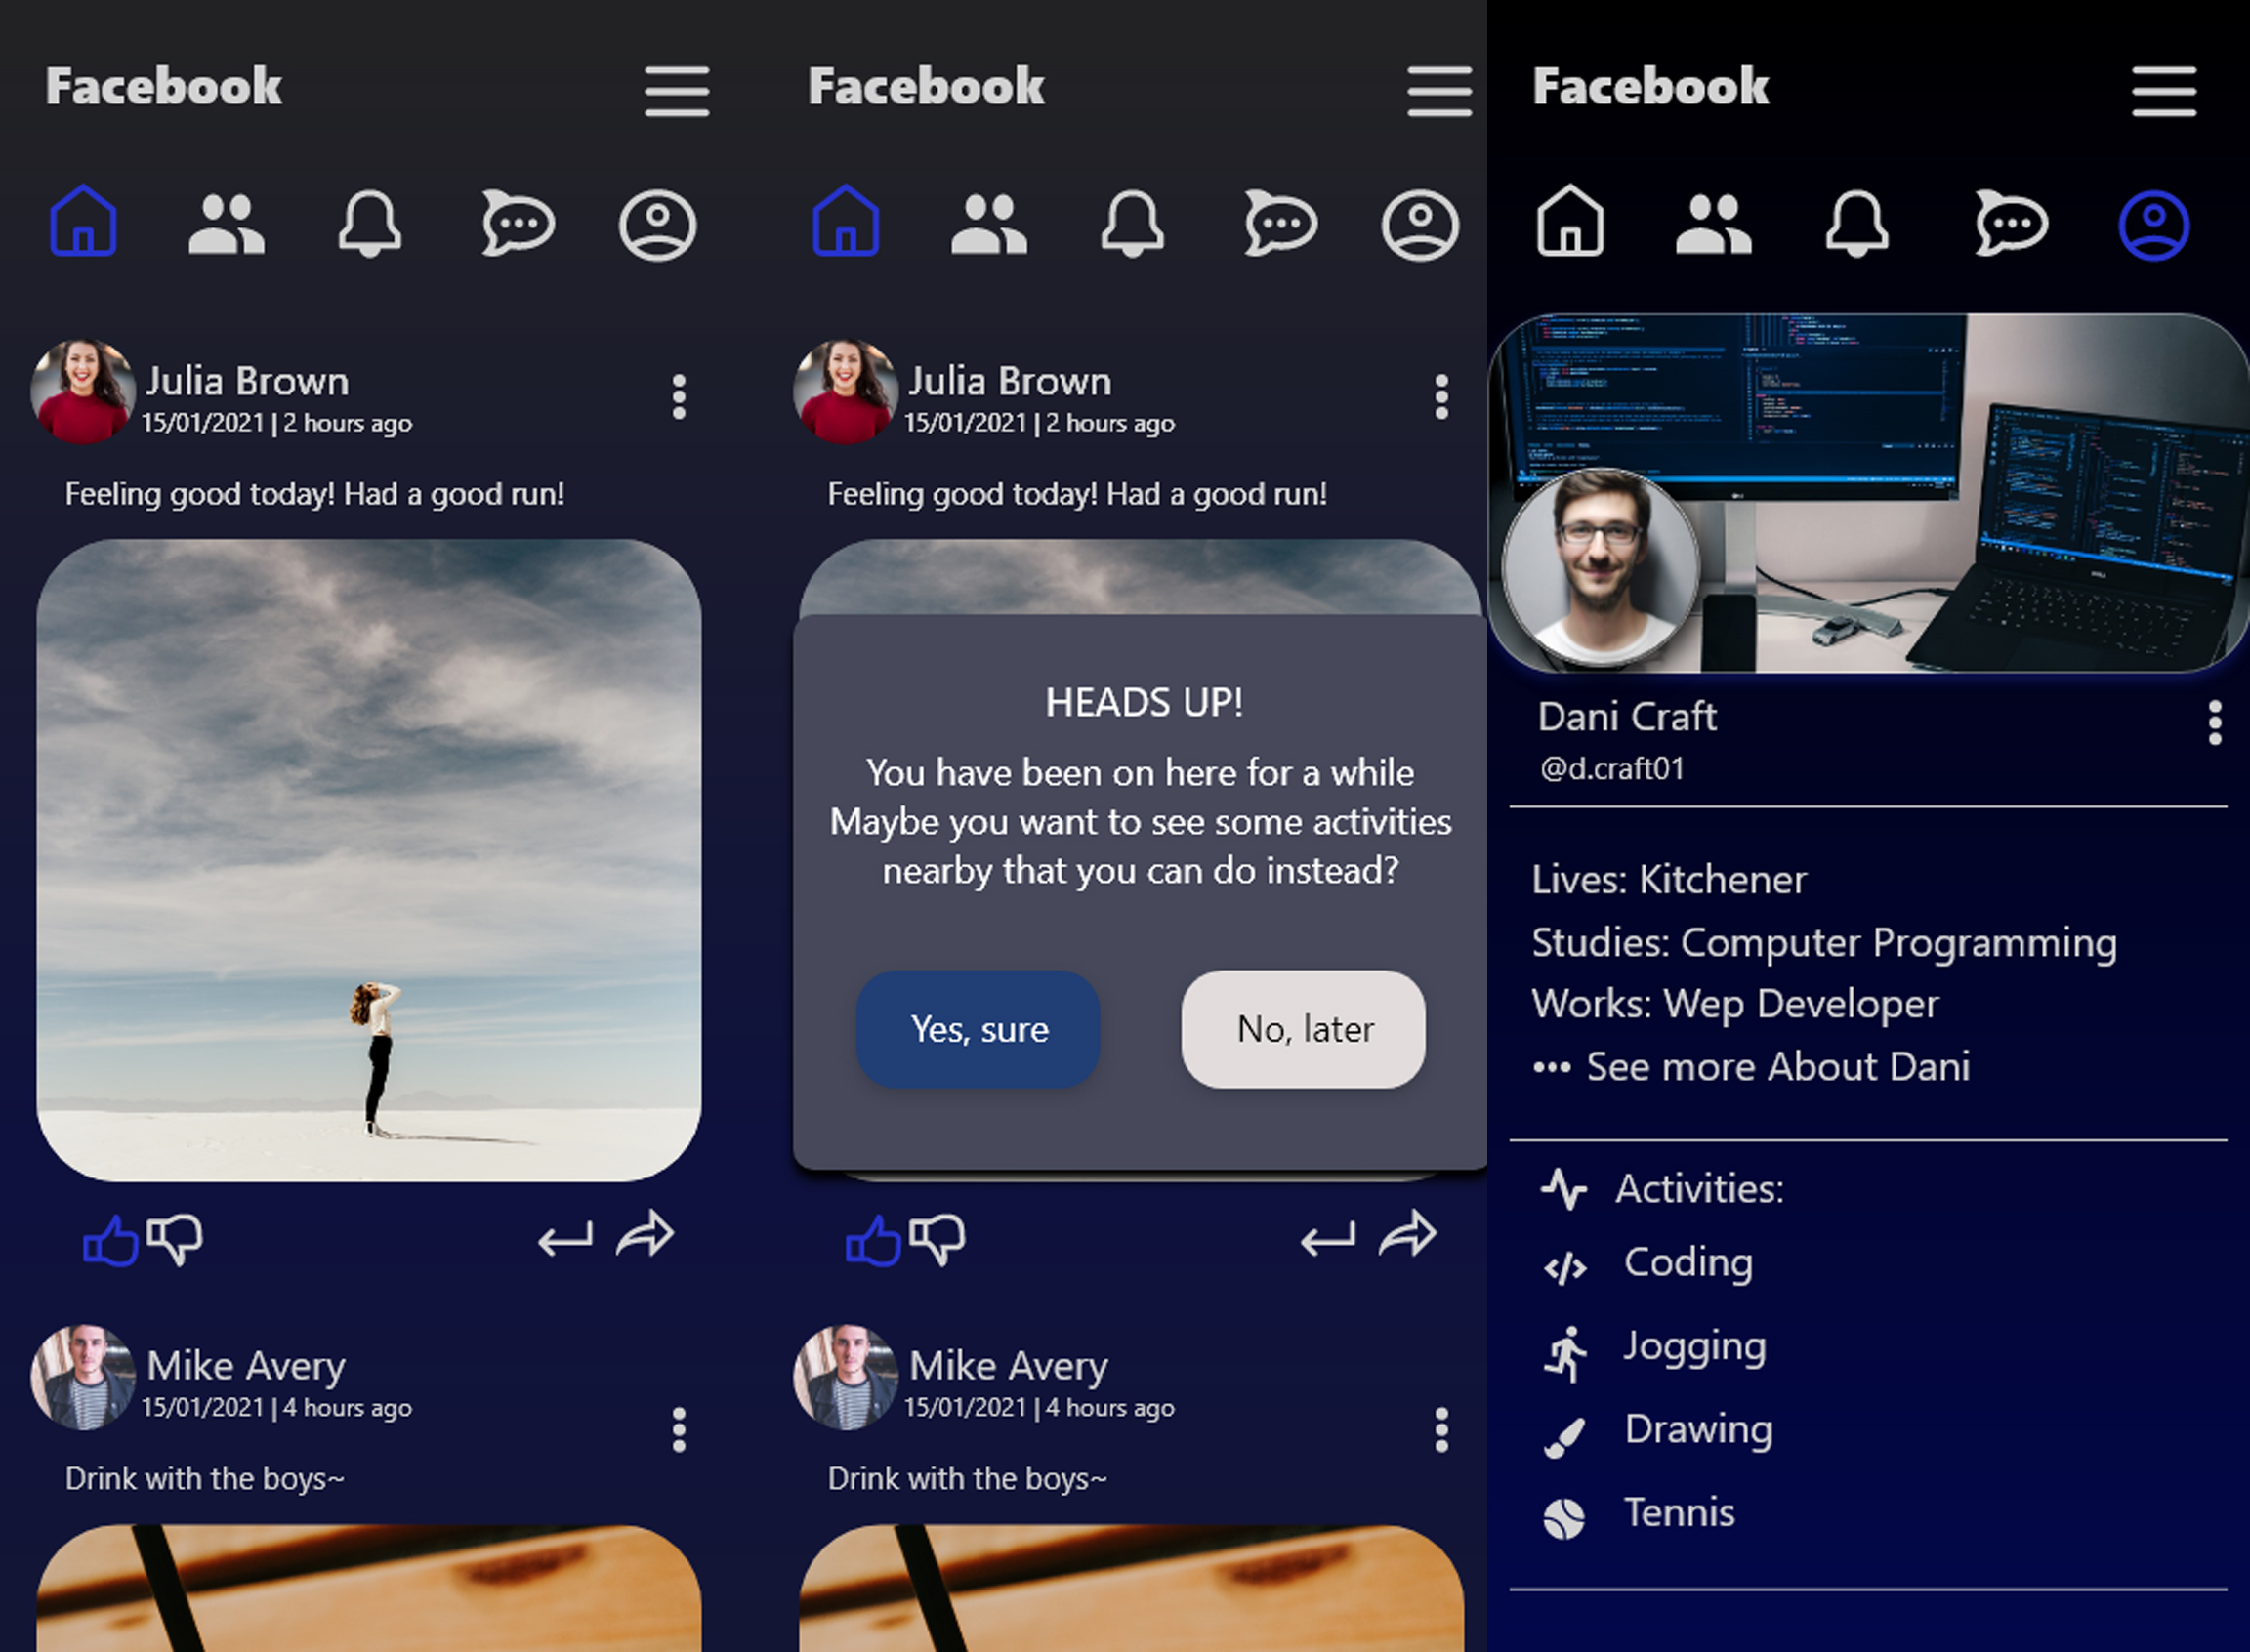 Facebook
Julia Brown
15/01/2021 | 2 hours ago
Feeling good today! Had a good run!
Mike Avery
15/01/2021 | 4 hours ago
Drink with the boys~
Facebook
Julia Brown
15/01/2021 | 2 hours ago
Feeling good today! Had a good run!
HEADS UP!
You have been on here for a while
Maybe you want to see some activities
nearby that you can do instead?
Yes, sure
No, later
Mike Avery
15/01/2021 | 4 hours ago
Drink with the boys~
Facebook
Dani Craft
@d.craft01
Lives: Kitchener
Studies: Computer Programming
Works: Wep Developer
••• See more About Dani
Activities:
Coding
Jogging
Drawing
Tennis